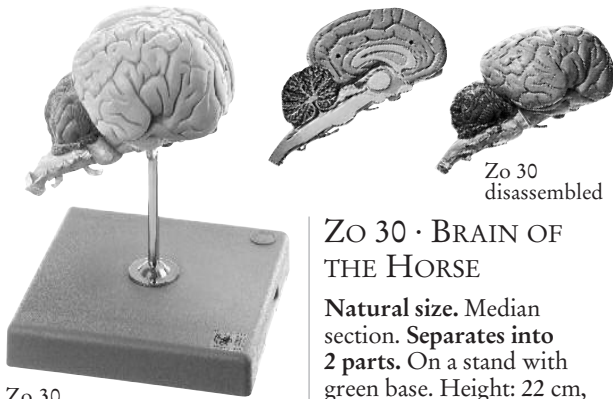 Zo 30
disassembled
Zo 30 · Brain of
the Horse
Natural size. Median
section. Separates into
2 parts. On a stand with
green base. Height: 22 cm,
Zo 30